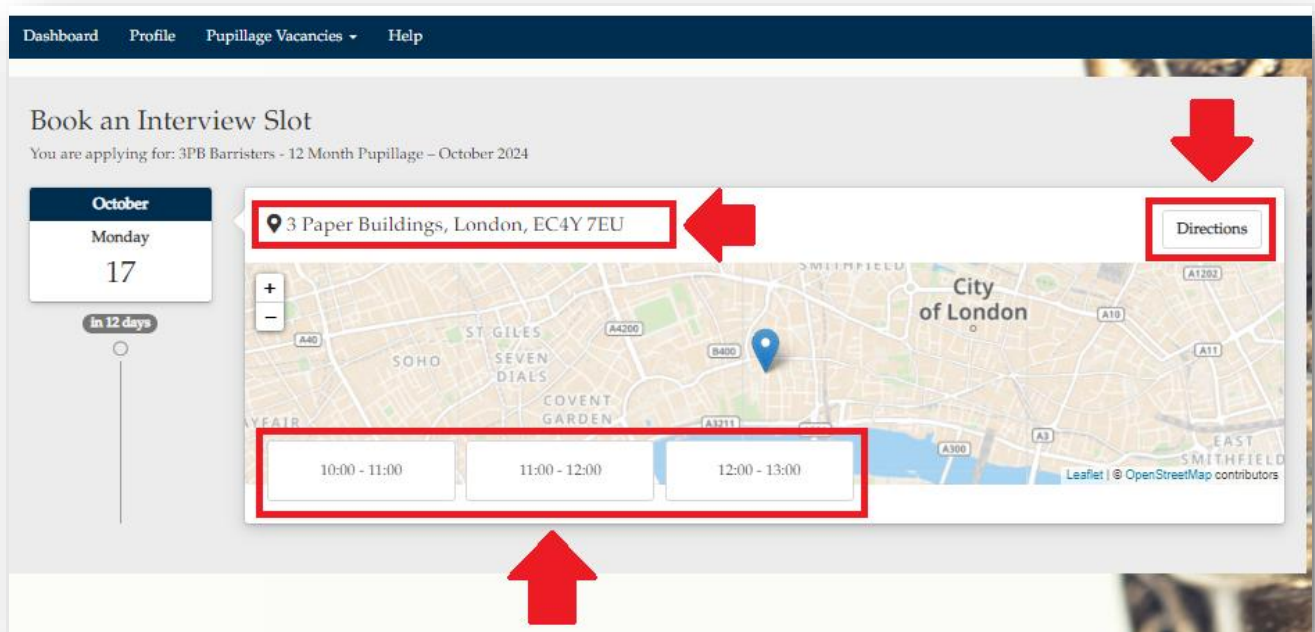 Dashboard Profile Pupillage Vacancies Help
Book an Interview Slot
You are applying for: 3PB Barristers - 12 Month Pupillage – October 2024
October
Monday
17
in 12 days
3 Paper Buildings, London, EC4Y 7EU
Directions
+
−
SMITHFIELD
City
of London
A1202
A10
A11
A40
ST GILES
A4200
B400
SOHO
SEVEN
DIALS
COVENT
GARDEN
A3211
A3
A300
EAST
SMITHFIELD
10:00 - 11:00
11:00 - 12:00
12:00 - 13:00
Leaflet | © OpenStreetMap contributors